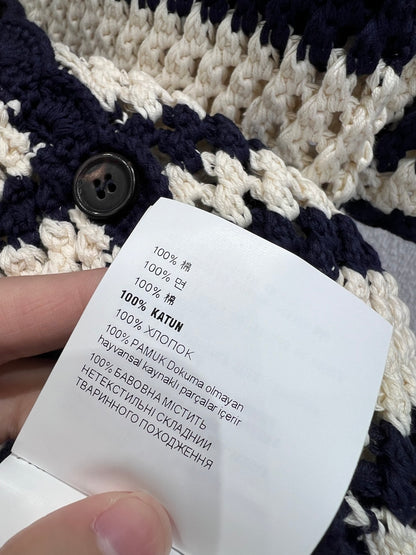 100% 棉
100% 면
100% 棉
100% KATUN
100% ХЛОПОК
100% PAMUK Dokuma olmayan
hayvansal kaynaklı parçalar içerir
100% БАВОВНА МІСТИТЬ
НЕТЕКСТИЛЬНІ СКЛАДНИИ
ТВАРИННОГО ПОХОДЖЕННЯ